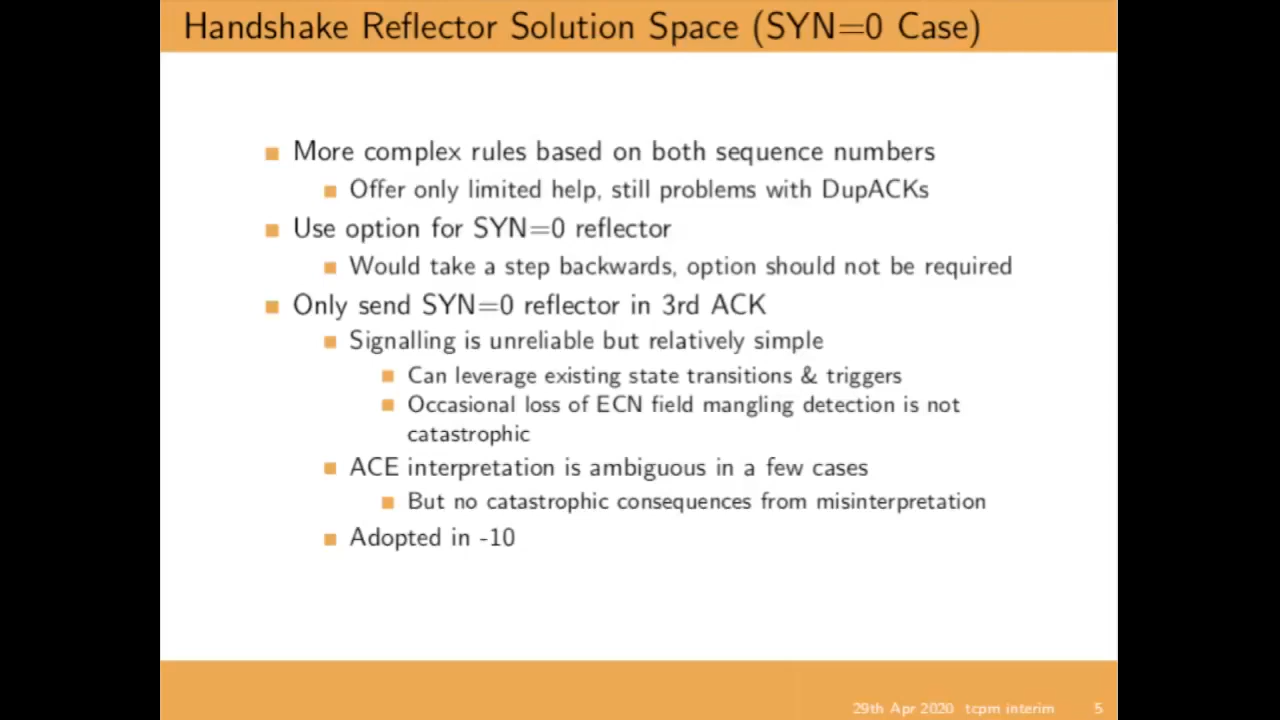 Handshake Reflector Solution Space (SYN=0 Case)
More complex rules based on both sequence numbers
Offer only limited help, still problems with DupACKs
Use option for SYN=0 reflector
Would take a step backwards, option should not be required
Only send SYN=0 reflector in 3rd ACK
Signalling is unreliable but relatively simple
Can leverage existing state transitions & triggers
Occasional loss of ECN field mangling detection is not
catastrophic
ACE interpretation is ambiguous in a few cases
But no catastrophic consequences from misinterpretation
Adopted in -10
29th Apr 2020 tcpm interim 5